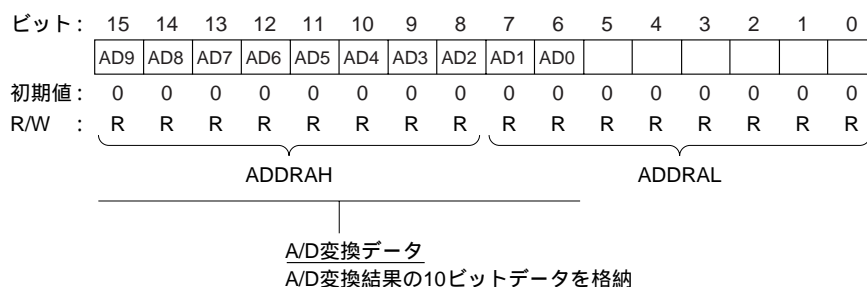 ビット： 15 14 13 12 11 10 9 8 7 6 5 4 3 2 1 0
AD9 AD8 AD7 AD6 AD5 AD4 AD3 AD2 AD1 AD0
初期値： 0 0 0 0 0 0 0 0 0 0 0 0 0 0 0 0
R/W ： R R R R R R R R R R R R R R R R
ADDRAH ADDRAL
A/D変換データ
A/D変換結果の10ビットデータを格納